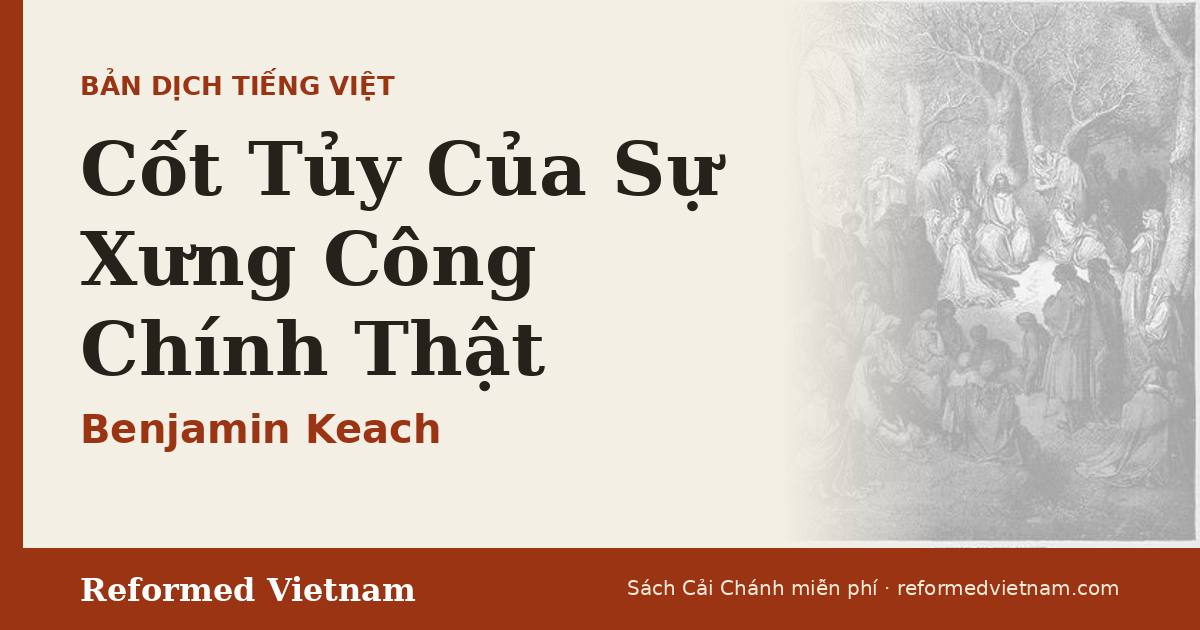 BẢN DỊCH TIẾNG VIỆT
Cốt Tủy Của Sự
Xưng Công
Chính Thật
Benjamin Keach
Reformed Vietnam
Sách Cải Chánh miễn phí · reformedvietnam.com